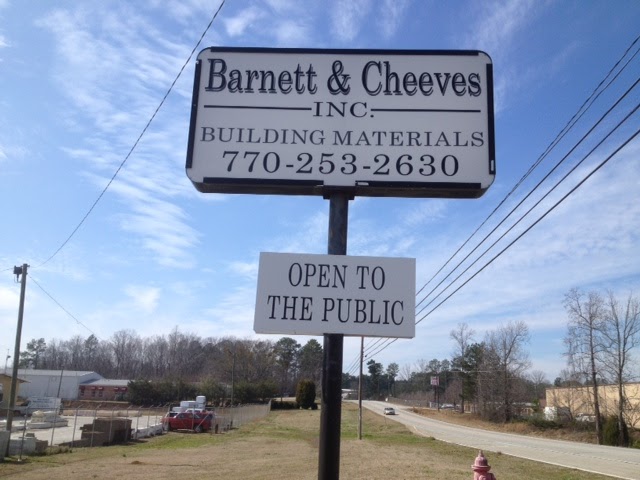 Barnett & Cheeves
INC.
BUILDING MATERIALS
770-253-2630
OPEN TO
THE PUBLIC